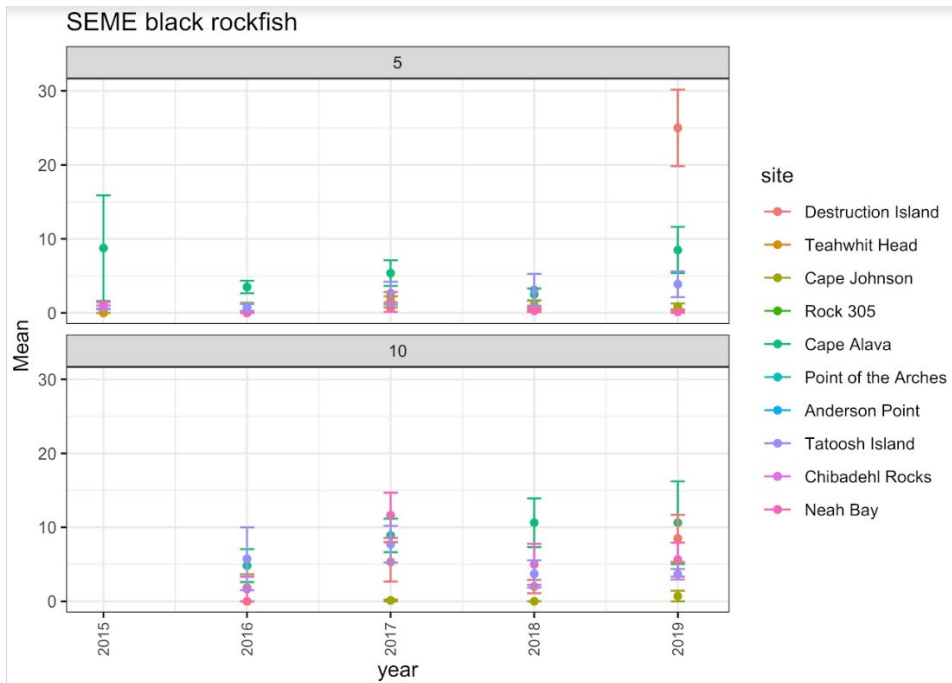 SEME black rockfish
5
30
20
10
0
10
30
20
10
0
Mean
2015
2016
2017
2018
2019
year
site
Destruction Island
Teahwhit Head
Cape Johnson
Rock 305
Cape Alava
Point of the Arches
Anderson Point
Tatoosh Island
Chibadehl Rocks
Neah Bay